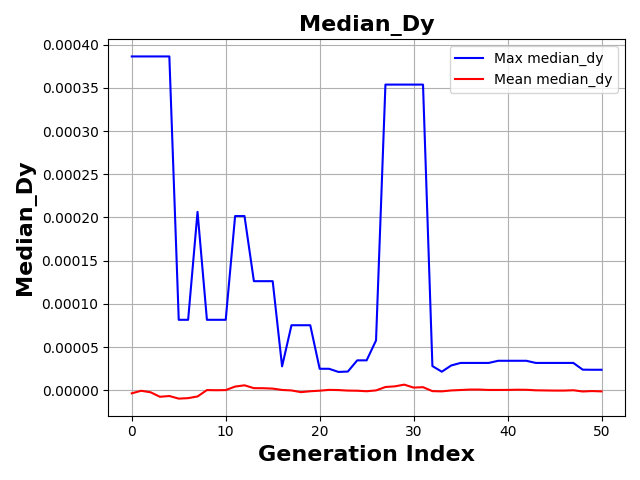 Median_Dy
Max median_dy
Mean median_dy
Median_Dy
0.00040
0.00035
0.00030
0.00025
0.00020
0.00015
0.00010
0.00005
0.00000
0 10 20 30 40 50
Generation Index